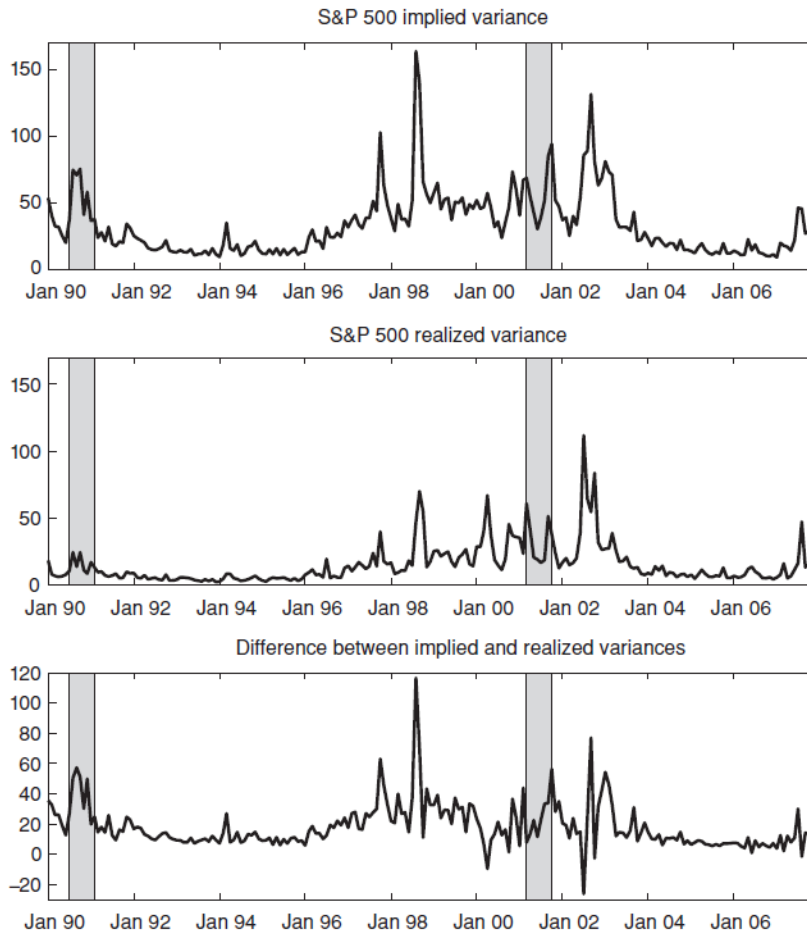 S&P 500 implied variance
150
100
50
0
Jan 90 Jan 92 Jan 94 Jan 96 Jan 98 Jan 00 Jan 02 Jan 04 Jan 06
S&P 500 realized variance
150
100
50
0
Jan 90 Jan 92 Jan 94 Jan 96 Jan 98 Jan 00 Jan 02 Jan 04 Jan 06
Difference between implied and realized variances
120
100
80
60
40
20
0
–20
Jan 90 Jan 92 Jan 94 Jan 96 Jan 98 Jan 00 Jan 02 Jan 04 Jan 06